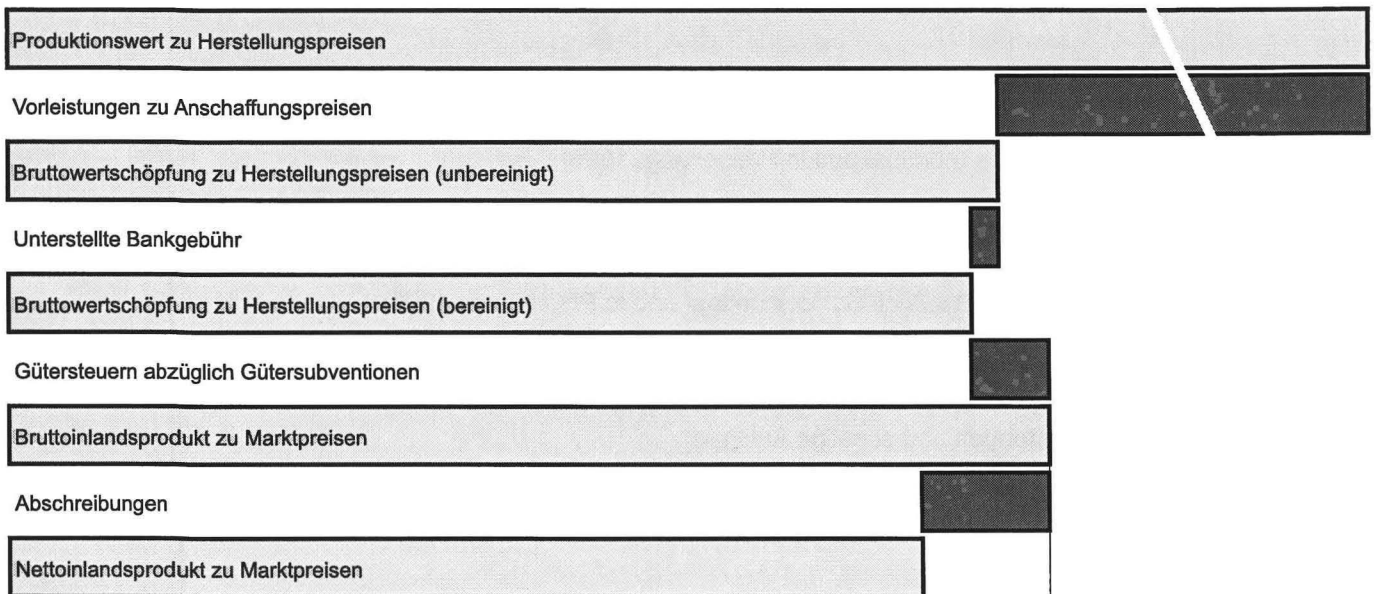 Produktionswert zu Herstellungspreisen
Vorleistungen zu Anschaffungspreisen
Bruttowertschöpfung zu Herstellungspreisen (unbereinigt)
Unterstellte Bankgebühr
Bruttowertschöpfung zu Herstellungspreisen (bereinigt)
Gütersteuern abzüglich Gütersubventionen
Bruttoinlandsprodukt zu Marktpreisen
Abschreibungen
Nettoinlandsprodukt zu Marktpreisen